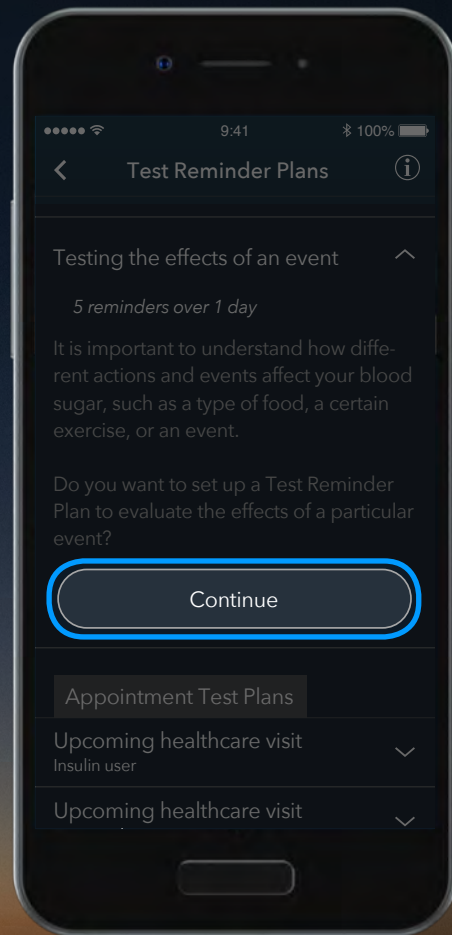 9:41
100%
Test Reminder Plans
Testing the effects of an event
5 reminders over 1 day
It is important to understand how diffe-
rent actions and events affect your blood
sugar, such as a type of food, a certain
exercise, or an event.
Do you want to set up a Test Reminder
Plan to evaluate the effects of a particular
event?
Continue
Appointment Test Plans
Upcoming healthcare visit
Insulin user
Upcoming healthcare visit